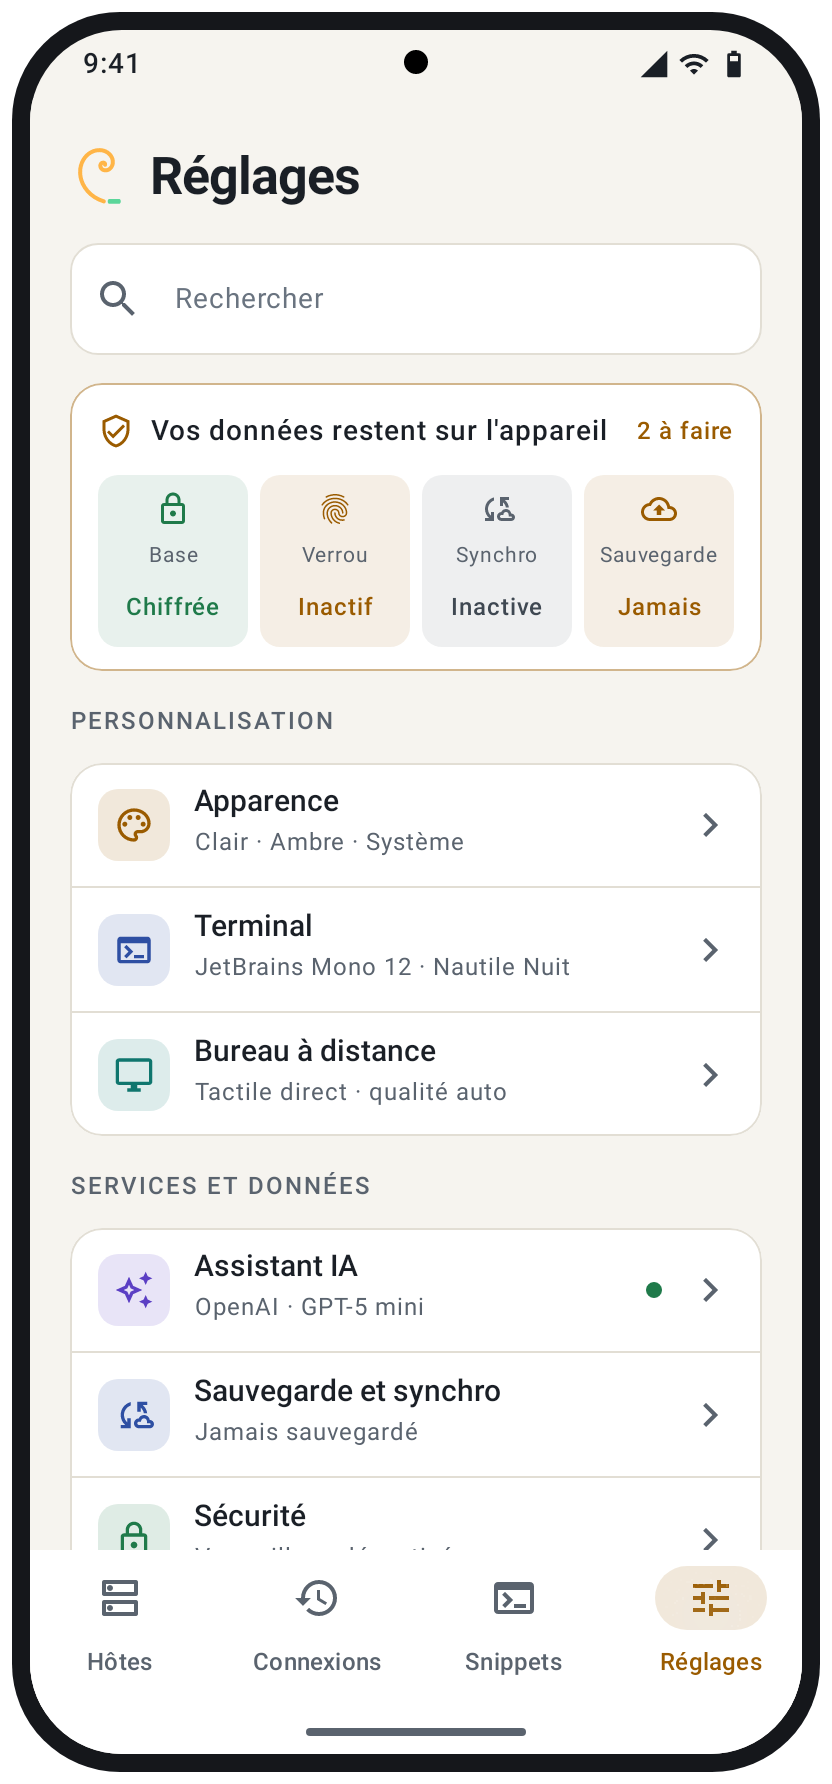 9:41
Réglages
Rechercher
Vos données restent sur l'appareil
2 à faire
Base
Chiffrée
Verrou
Inactif
Synchro
Inactive
Sauvegarde
Jamais
PERSONNALISATION
Apparence
Clair · Ambre · Système
Terminal
JetBrains Mono 12 · Nautile Nuit
Bureau à distance
Tactile direct · qualité auto
SERVICES ET DONNÉES
Assistant IA
OpenAI · GPT-5 mini
Sauvegarde et synchro
Jamais sauvegardé
Sécurité
Hôtes
Connexions
Snippets
Réglages